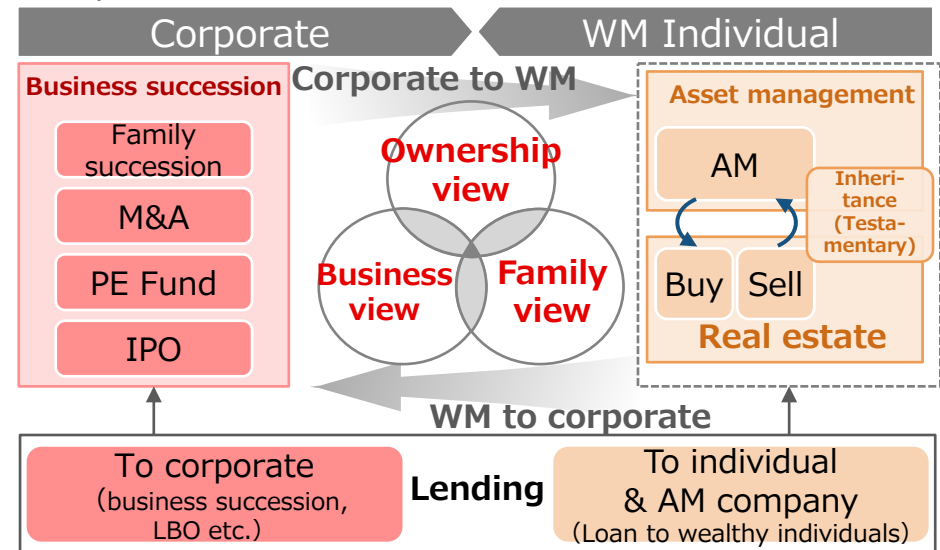 Corporate
WM Individual
Business succession
Family
succession
M&A
PE Fund
IPO
Corporate to WM
Ownership
view
Business
view
Family
view
WM to corporate
Asset management
AM
Inheri-
tance
(Testa-
mentary)
Buy
Sell
Real estate
To corporate
（business succession,
LBO etc.）
Lending
To individual
& AM company
(Loan to wealthy individuals)